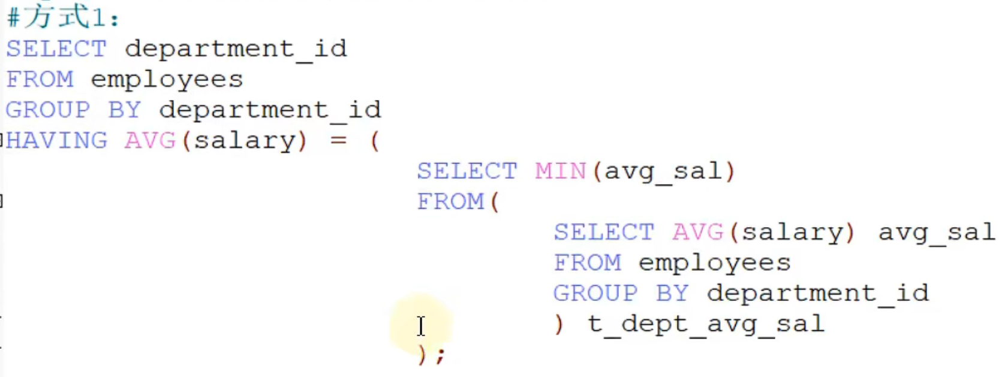 #方式1：
SELECT department_id
FROM employees
GROUP BY department_id
HAVING AVG(salary) = (
SELECT MIN(avg_sal)
FROM(
SELECT AVG(salary) avg_sal
FROM employees
GROUP BY department_id
) t_dept_avg_sal
);